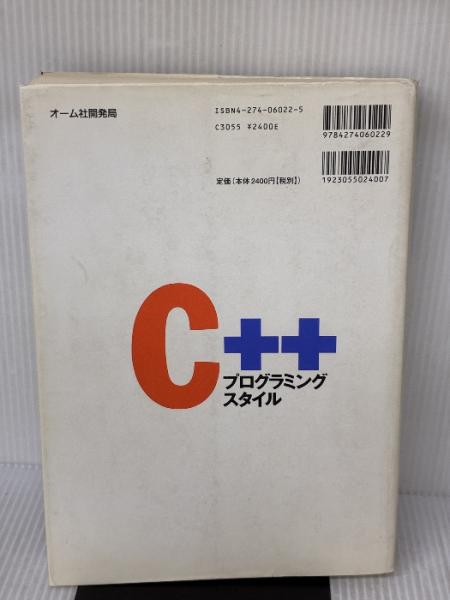 オーム社開発局
ISBN4-274-06022-5
C3055 ¥2400E
定価(本体2400円【税別】)
9784274060229
1923055024007
C++
プログラミング
スタイル